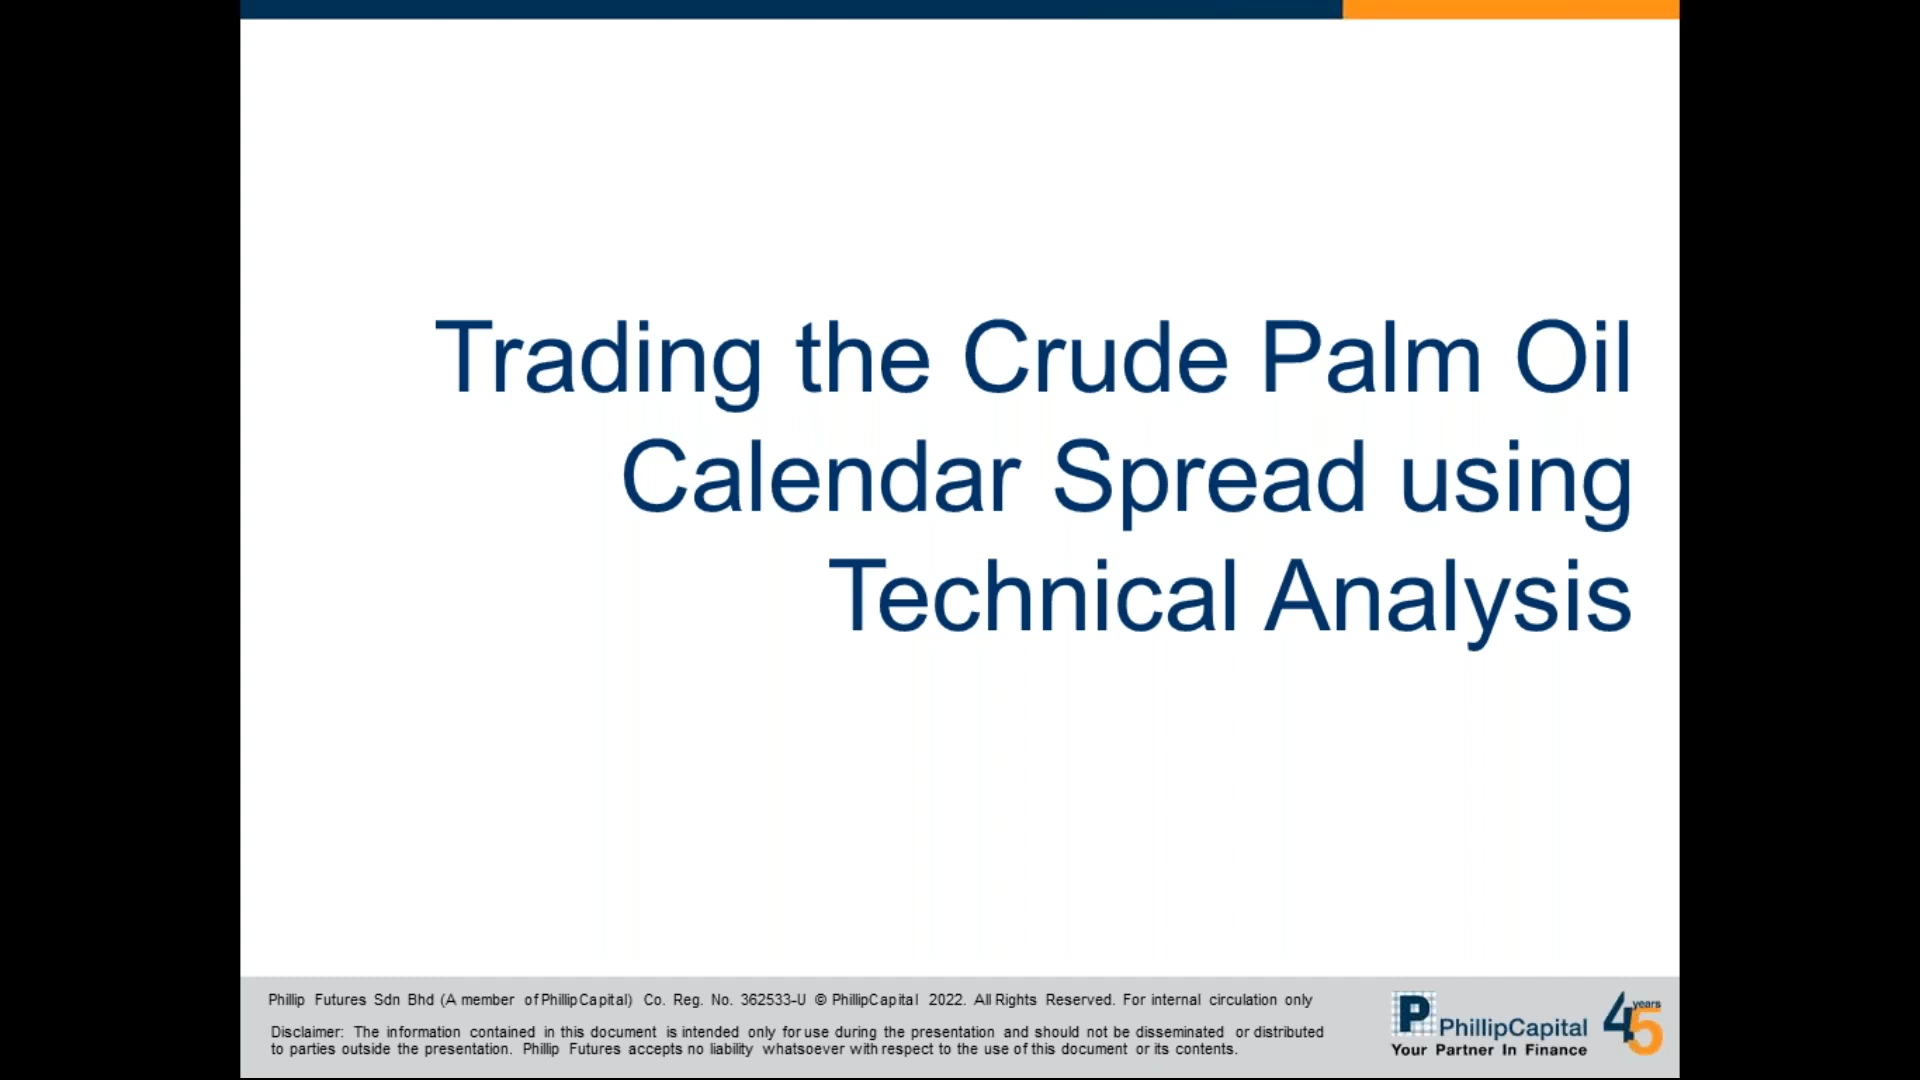 Trading the Crude Palm Oil
Calendar Spread using
Technical Analysis
Phillip Futures Sdn Bhd (A member of PhillipCapital) Co. Reg. No. 362533-U © PhillipCapital 2022. All Rights Reserved. For internal circulation only
Disclaimer: The information contained in this document is intended only for use during the presentation and should not be disseminated or distributed
to parties outside the presentation. Phillip Futures accepts no liability whatsoever with respect to the use of this document or its contents.
P PhillipCapital
Your Partner In Finance
45 years